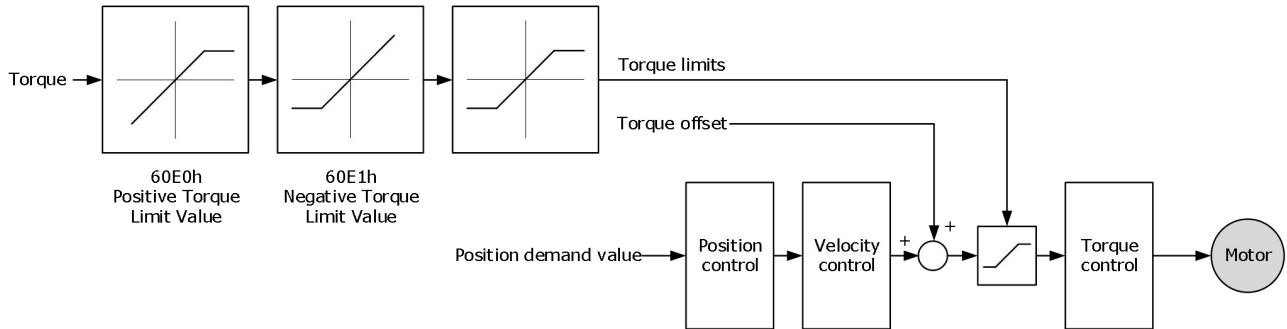 Torque
60E0h
Positive Torque
Limit Value
60E1h
Negative Torque
Limit Value
Torque limits
Torque offset
Position demand value
Position
control
Velocity
control
+
+
Torque
control
Motor